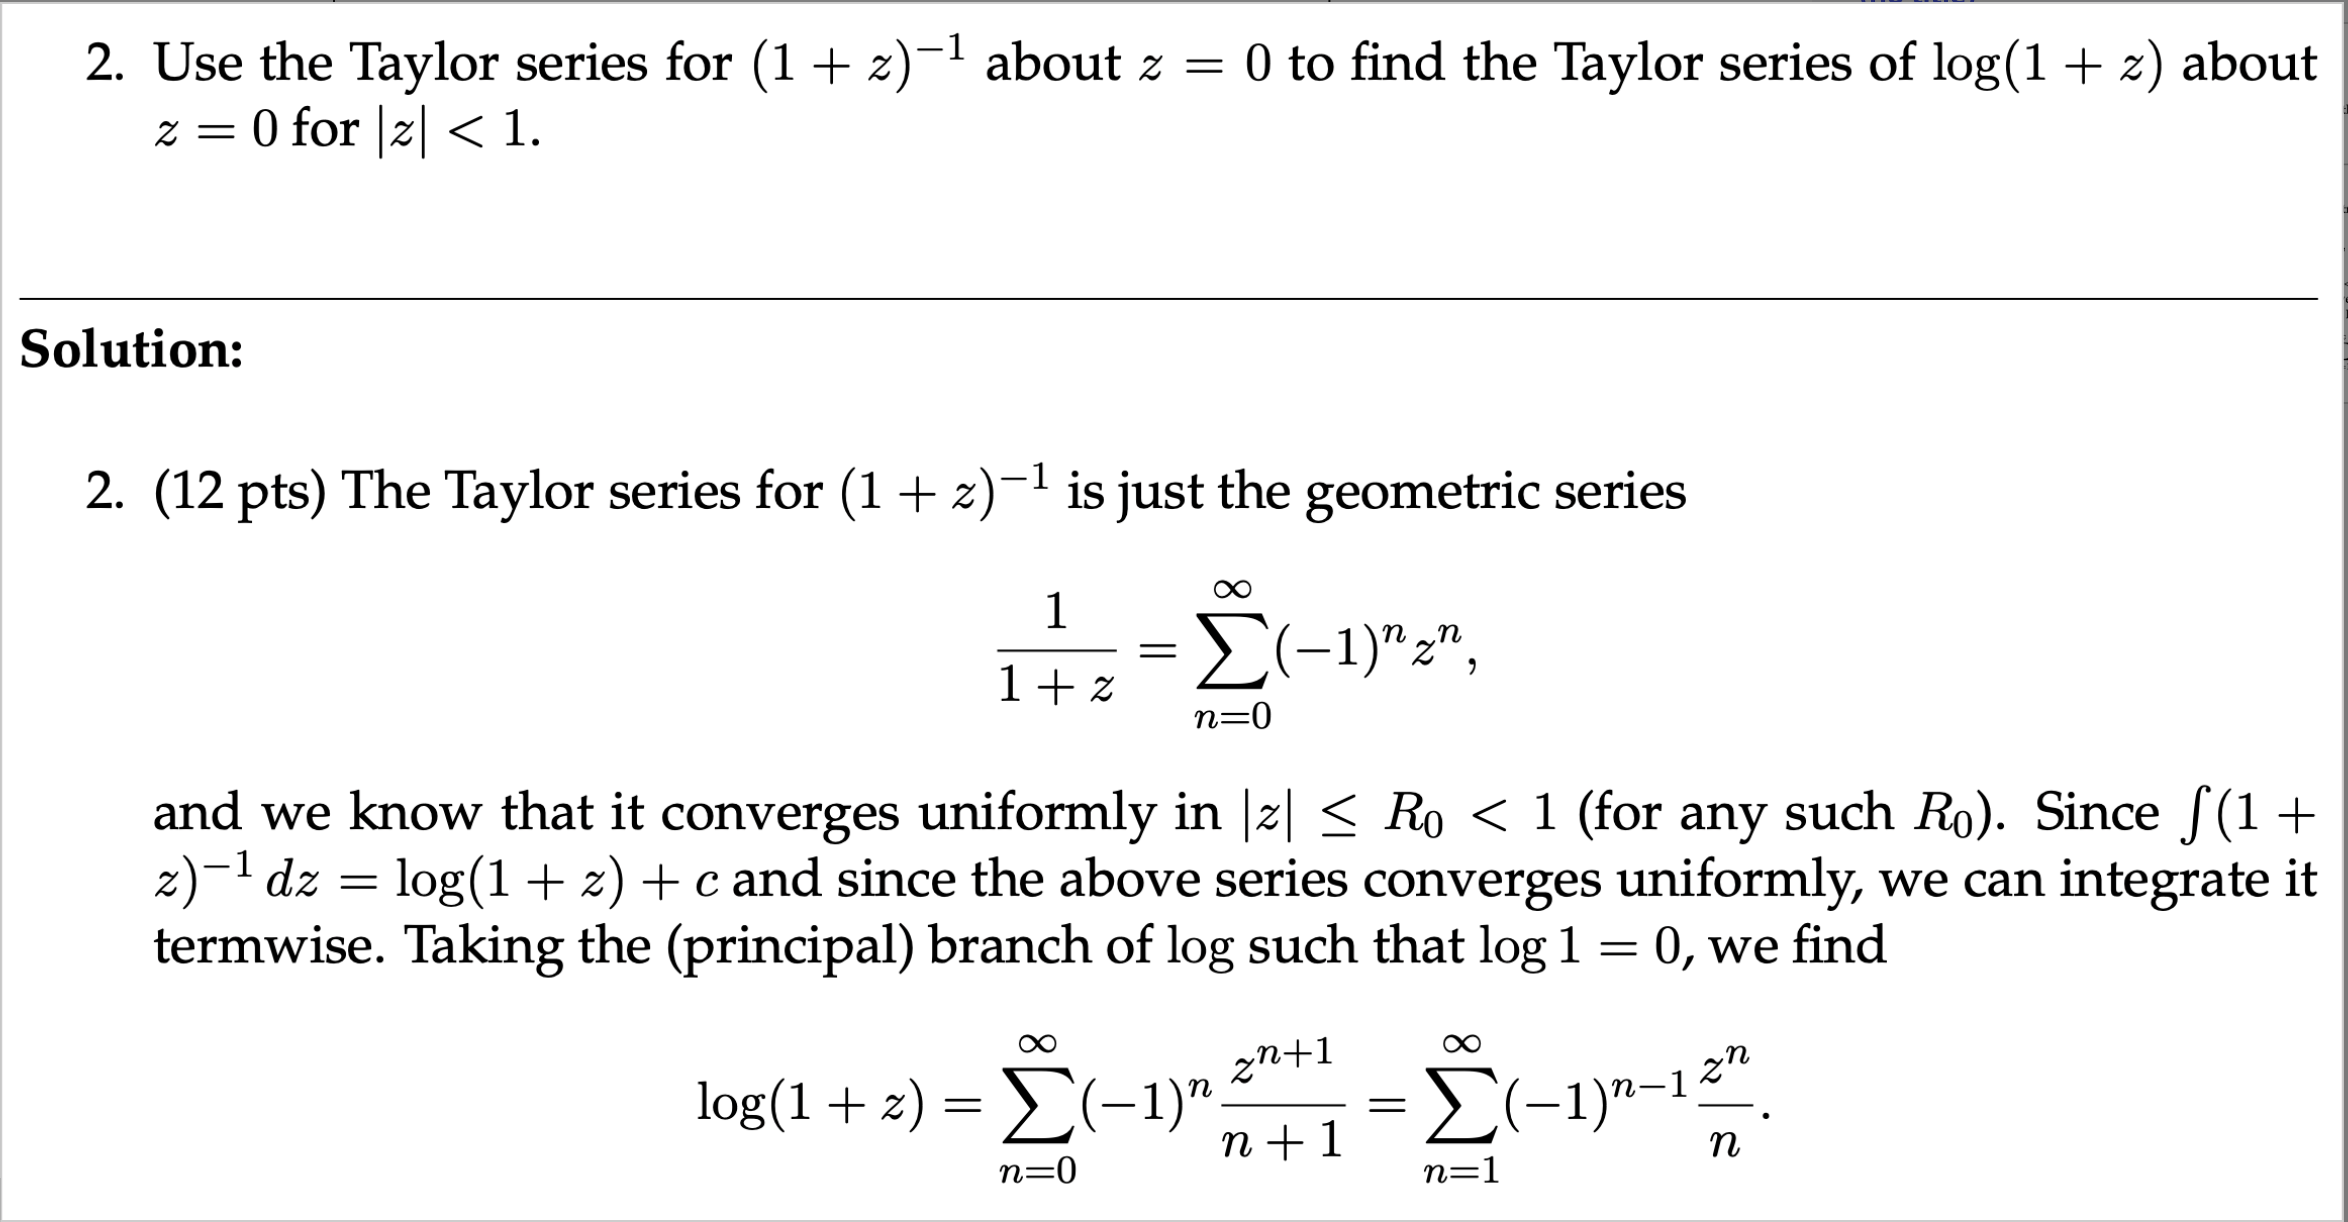 2. Use the Taylor series for (1 + z)⁻¹ about z = 0 to find the Taylor series of log(1 + z) about
z = 0 for |z| < 1.
Solution:
2. (12 pts) The Taylor series for (1 + z)⁻¹ is just the geometric series
\frac{1}{1 + z} = \sum_{n=0}^{\infty} (−1)^n z^n,
and we know that it converges uniformly in |z| ≤ R₀ < 1 (for any such R₀). Since ∫(1 +
z)⁻¹ dz = log(1 + z) + c and since the above series converges uniformly, we can integrate it
termwise. Taking the (principal) branch of log such that log 1 = 0, we find
log(1 + z) = \sum_{n=0}^{\infty} (−1)^n \frac{z^{n+1}}{n + 1} = \sum_{n=1}^{\infty} (−1)^{n−1} \frac{z^n}{n}.